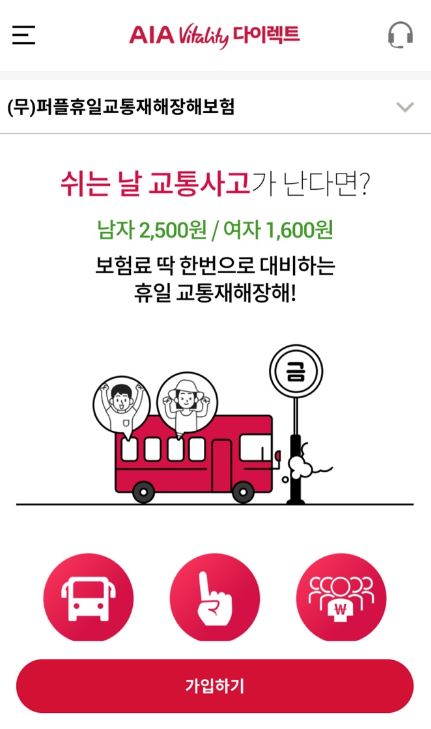 AIA Vitality 다이렉트
(무)퍼플휴일교통재해장해보험
쉬는 날 교통사고가 난다면?
남자 2,500원 / 여자 1,600원
보험료 딱 한번으로 대비하는
휴일 교통재해장해!
금
₩
가입하기